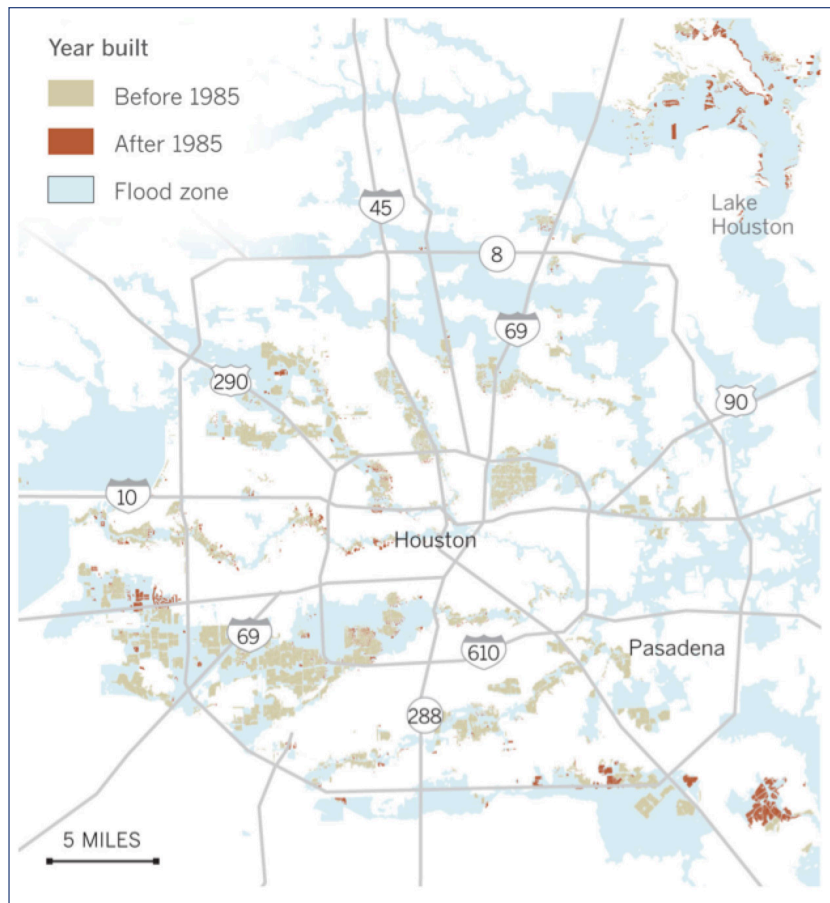 Year built
Before 1985
After 1985
Flood zone
45
Lake
Houston
8
69
290
90
10
Houston
69
610
Pasadena
288
5 MILES